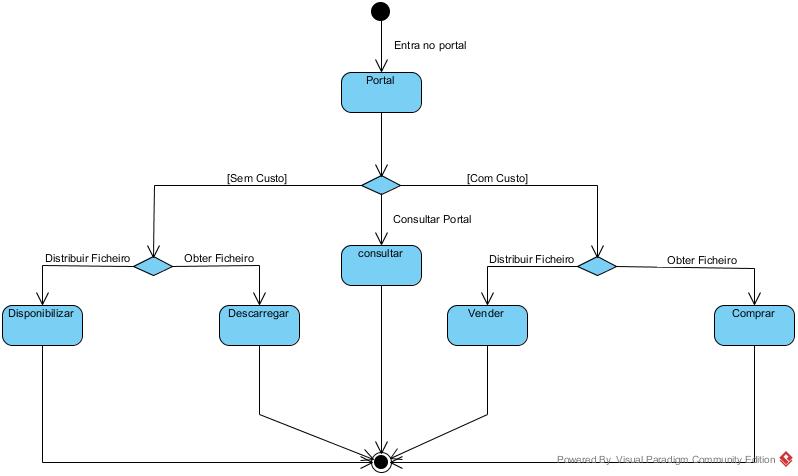 Entra no portal
Portal
[Sem Custo]
[Com Custo]
Consultar Portal
Distribuir Ficheiro
Obter Ficheiro
consultar
Distribuir Ficheiro
Obter Ficheiro
Disponibilizar
Descarregar
Vender
Comprar
Powered By Visual Paradigm Community Edition